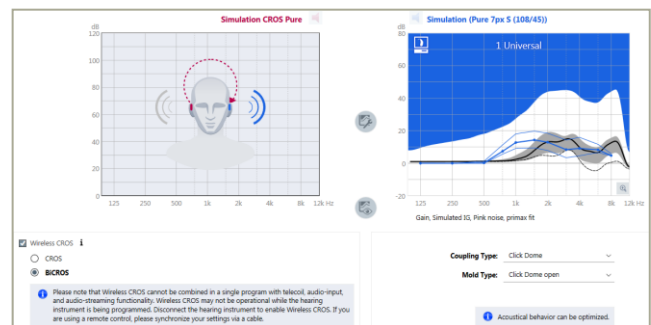 Simulation CROS Pure
Simulation (Pure 7px S (108/45))
dB
120
100
80
60
40
20
0
125 250 500 1k 2k 4k 8k 12k Hz
dB
80
60
40
20
0
-20
1 Universal
125 250 500 1k 2k 4k 8k 12k Hz
Gain, Simulated IG, Pink noise, primax fit
Wireless CROS i
CROS
BiCROS
Please note that Wireless CROS cannot be combined in a single program with telecoil, audio-input,
and audio-streaming functionality. Wireless CROS may not be operational while the hearing
instrument is being programmed. Disconnect the hearing instrument to enable Wireless CROS. If you
are using a remote control, please synchronize your settings via a cable.
Coupling Type: Click Dome
Mold Type: Click Dome open
Acoustical behavior can be optimized.